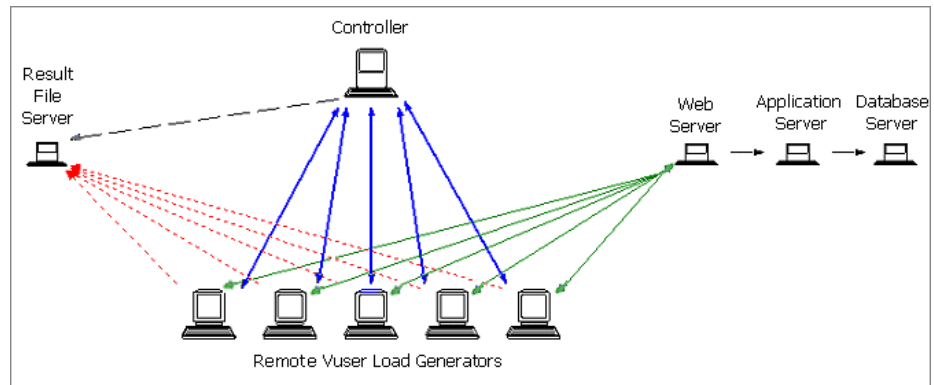 Controller
Result
File
Server
Web
Server
Application
Server
Database
Server
Remote Vuser Load Generators